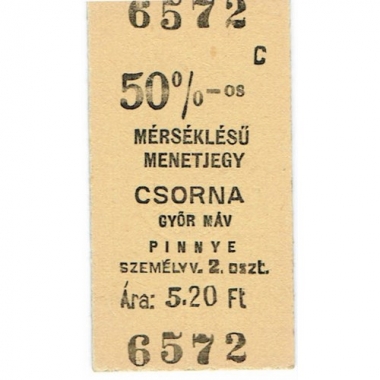 6572
C
50%-os
MÉRSÉKLÉSŰ
MENETJEGY
CSORNA
GYŐR MÁV
PINNYE
SZEMÉLYV. 2. oszt.
Ára: 5.20 Ft
6572